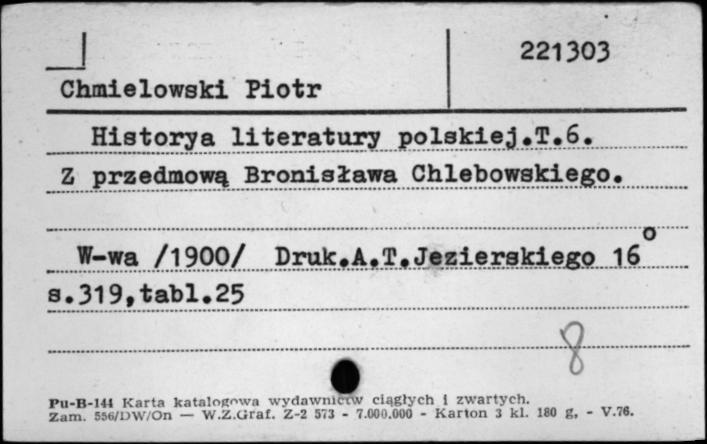 221303
Chmielowski Piotr
Historya literatury polskiej.T.6.
Z przedmową Bronisława Chlebowskiego.
W-wa /1900/ Druk.A.T.Jezierskiego 16°
s.319,tabl.25
8
Pu-B-144 Karta katalogowa wydawnictw ciągłych i zwartych.
Zam. 556/DW/On — W.Z.Graf. Z-2 573 - 7.000.000 - Karton 3 kl. 180 g, - V.76.